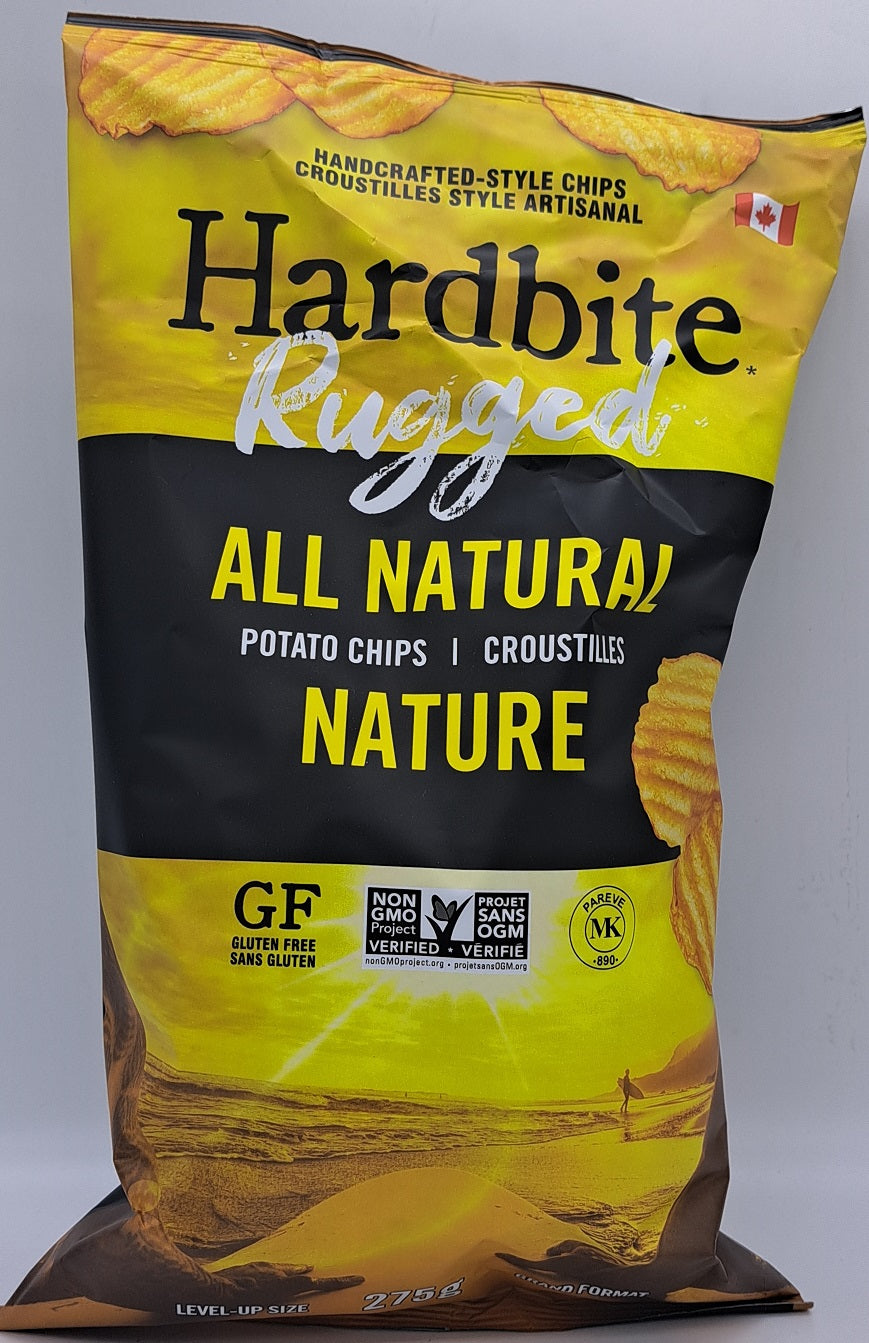 HANDCRAFTED-STYLE CHIPS
CROUSTILLES STYLE ARTISANAL
Hardbite*
Rugged
ALL NATURAL
POTATO CHIPS | CROUSTILLES
NATURE
GF
GLUTEN FREE
SANS GLUTEN
NON
GMO
Project
VERIFIED
PROJET
SANS
OGM
VÉRIFIÉ
nonGMOproject.org • projetsansOGM.org
PAREVE
MK
•890•
LEVEL-UP SIZE
275g
GRAND FORMAT